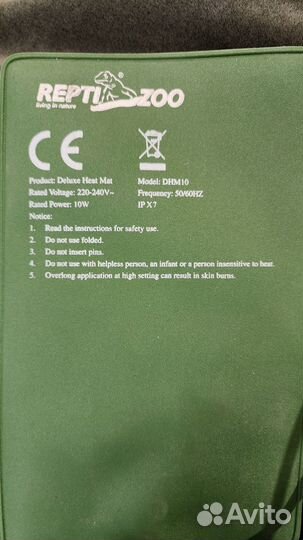 REPTI ZOO ®
living in nature
CE
Product: Deluxe Heat Mat Model: DHM10
Rated Voltage: 220-240V~ Frequency: 50/60HZ
Rated Power: 10W IP X7
Notice:
1. Read the instructions for safety use.
2. Do not use folded.
3. Do not insert pins.
4. Do not use with helpless person, an infant or a person insensitive to heat.
5. Overlong application at high setting can result in skin burns.
Avito